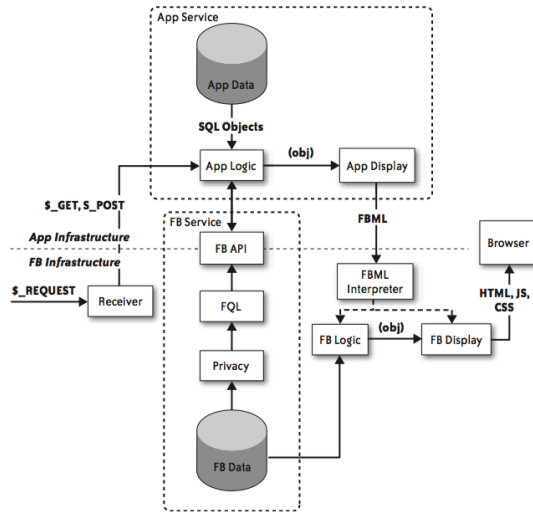 App Service
App Data
SQL Objects
(obj)
App Logic
App Display
$_GET, S_POST
FBML
FB Service
App Infrastructure
FB API
Browser
FB Infrastructure
FBML
Interpreter
$_REQUEST
Receiver
FQL
HTML, JS,
CSS
(obj)
FB Logic
FB Display
Privacy
FB Data